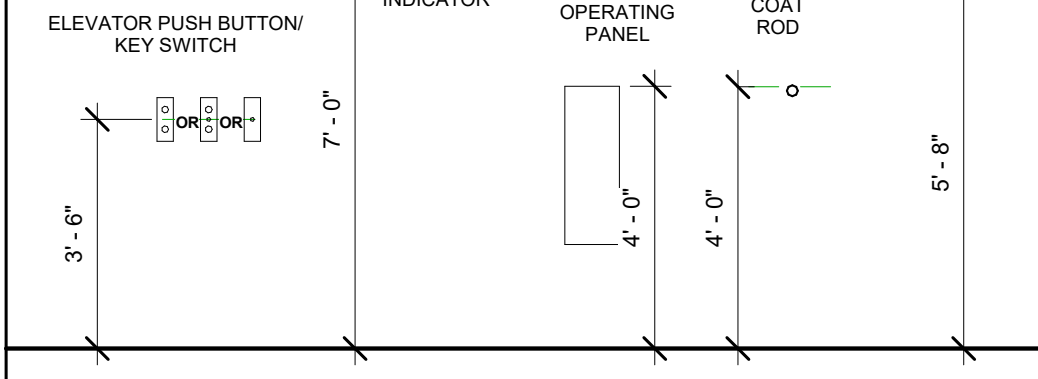 INDICATOR
OPERATING
PANEL
COAT
ROD
ELEVATOR PUSH BUTTON/
KEY SWITCH
OR OR
3' - 6"
7' - 0"
4' - 0"
4' - 0"
5' - 8"